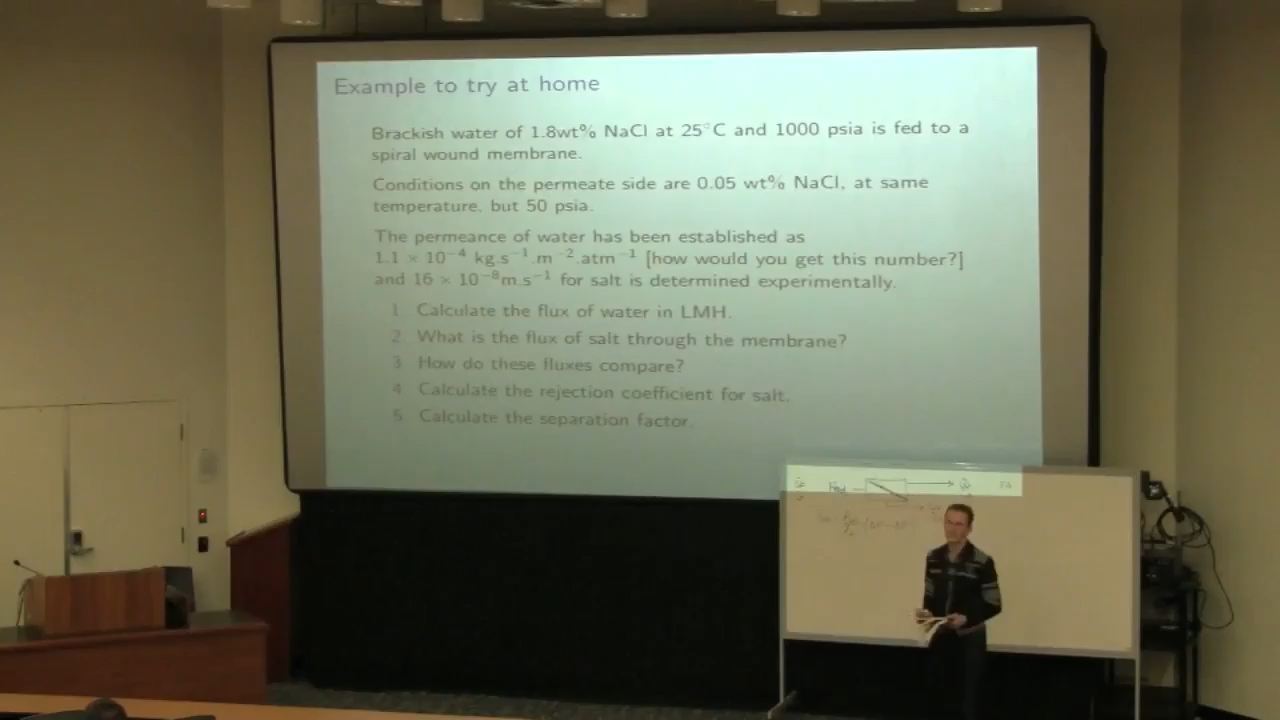 Example to try at home
Brackish water of 1.8wt% NaCl at 25°C and 1000 psia is fed to a
spiral wound membrane.
Conditions on the permeate side are 0.05 wt% NaCl, at same
temperature, but 50 psia.
The permeance of water has been established as
1.1 × 10⁻⁴ kg.s⁻¹.m⁻².atm⁻¹ [how would you get this number?]
and 16 × 10⁻⁸m.s⁻¹ for salt is determined experimentally.
1 Calculate the flux of water in LMH.
2 What is the flux of salt through the membrane?
3 How do these fluxes compare?
4 Calculate the rejection coefficient for salt.
5 Calculate the separation factor.
Feed